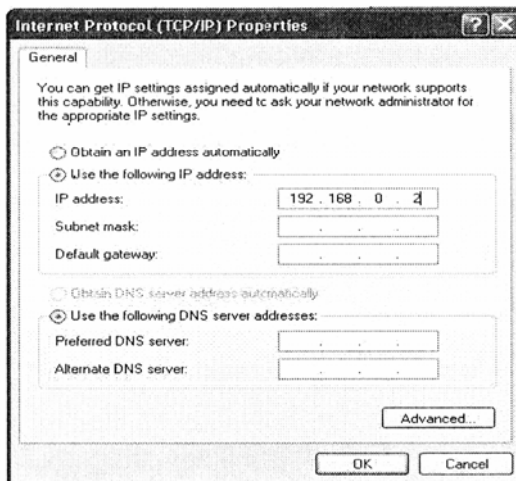 Internet Protocol (TCP/IP) Properties
General
You can get IP settings assigned automatically if your network supports
this capability. Otherwise, you need to ask your network administrator for
the appropriate IP settings.
Obtain an IP address automatically
Use the following IP address:
IP address: 192 . 168 . 0 . 2
Subnet mask: . . .
Default gateway: . . .
Obtain DNS server address automatically
Use the following DNS server addresses:
Preferred DNS server: . . .
Alternate DNS server: . . .
Advanced...
OK Cancel